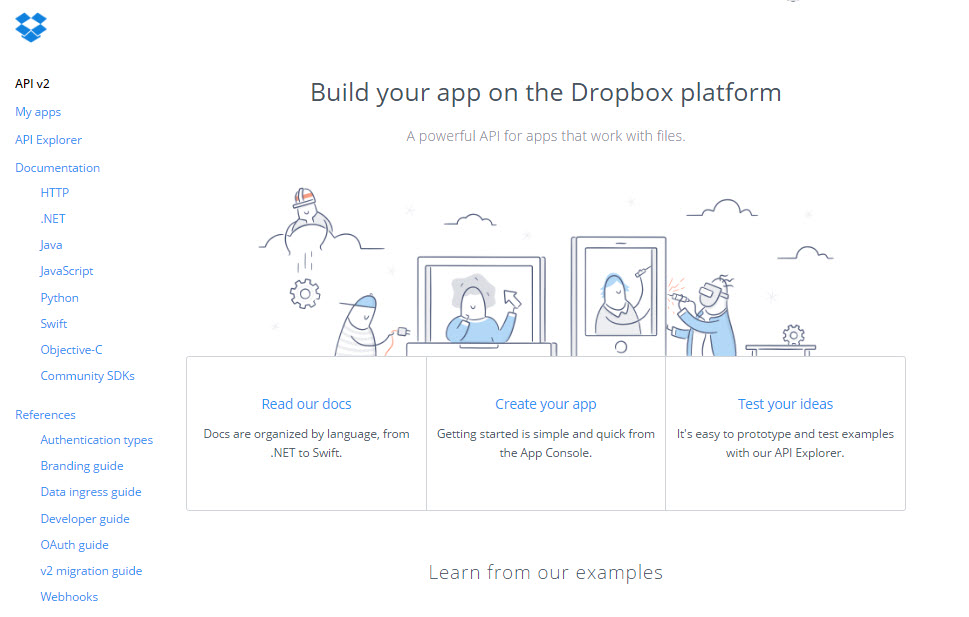 API v2
My apps
API Explorer
Documentation
HTTP
.NET
Java
JavaScript
Python
Swift
Objective-C
Community SDKs
References
Authentication types
Branding guide
Data ingress guide
Developer guide
OAuth guide
v2 migration guide
Webhooks
Build your app on the Dropbox platform
A powerful API for apps that work with files.
Read our docs
Docs are organized by language, from
.NET to Swift.
Create your app
Getting started is simple and quick from
the App Console.
Test your ideas
It's easy to prototype and test examples
with our API Explorer.
Learn from our examples